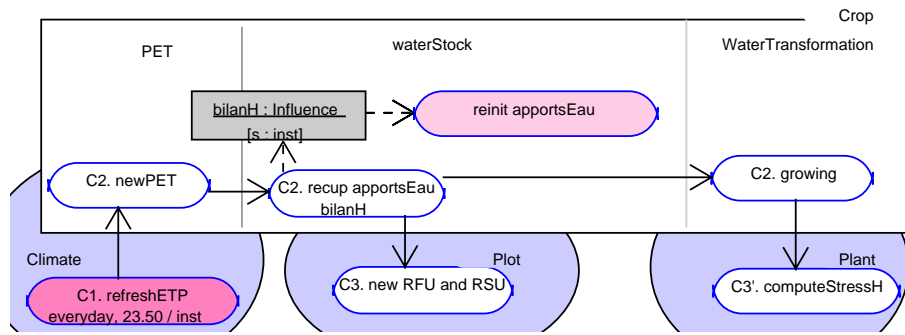 Crop
PET
waterStock
WaterTransformation
bilanH : Influence
[s : inst]
reinit apportsEau
C2. newPET
C2. recup apportsEau
bilanH
C2. growing
Climate
Plot
Plant
C1. refreshETP
everyday, 23.50 / inst
C3. new RFU and RSU
C3'. computeStressH